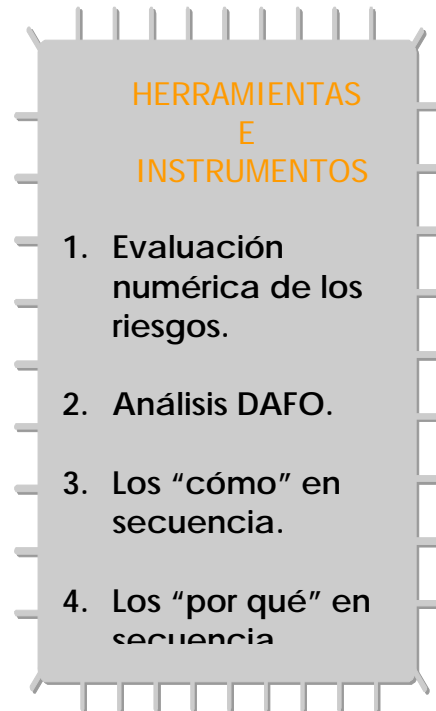 HERRAMIENTAS
E
INSTRUMENTOS
1. Evaluación
numérica de los
riesgos.
2. Análisis DAFO.
3. Los “cómo” en
secuencia.
4. Los “por qué” en
secuencia